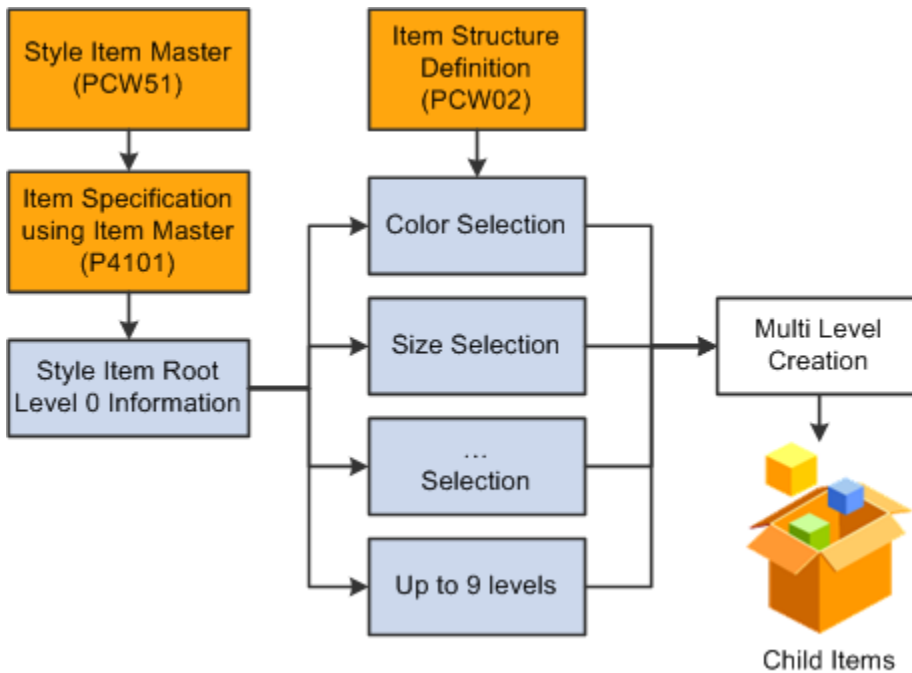 Style Item Master
(PCW51)
Item Structure
Definition
(PCW02)
Item Specification
using Item Master
(P4101)
Color Selection
Style Item Root
Level 0 Information
Size Selection
Multi Level
Creation
...
Selection
Up to 9 levels
Child Items